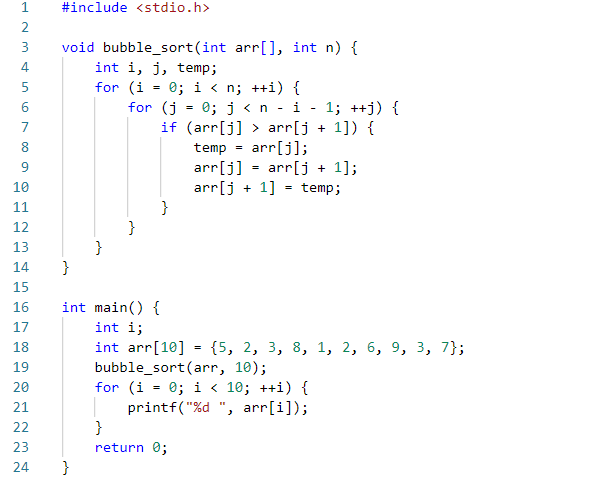 1 #include <stdio.h>
2
3 void bubble_sort(int arr[], int n) {
4     int i, j, temp;
5     for (i = 0; i < n; ++i) {
6         for (j = 0; j < n - i - 1; ++j) {
7             if (arr[j] > arr[j + 1]) {
8                 temp = arr[j];
9                 arr[j] = arr[j + 1];
10                 arr[j + 1] = temp;
11             }
12         }
13     }
14 }
15
16 int main() {
17     int i;
18     int arr[10] = {5, 2, 3, 8, 1, 2, 6, 9, 3, 7};
19     bubble_sort(arr, 10);
20     for (i = 0; i < 10; ++i) {
21         printf("%d ", arr[i]);
22     }
23     return 0;
24 }